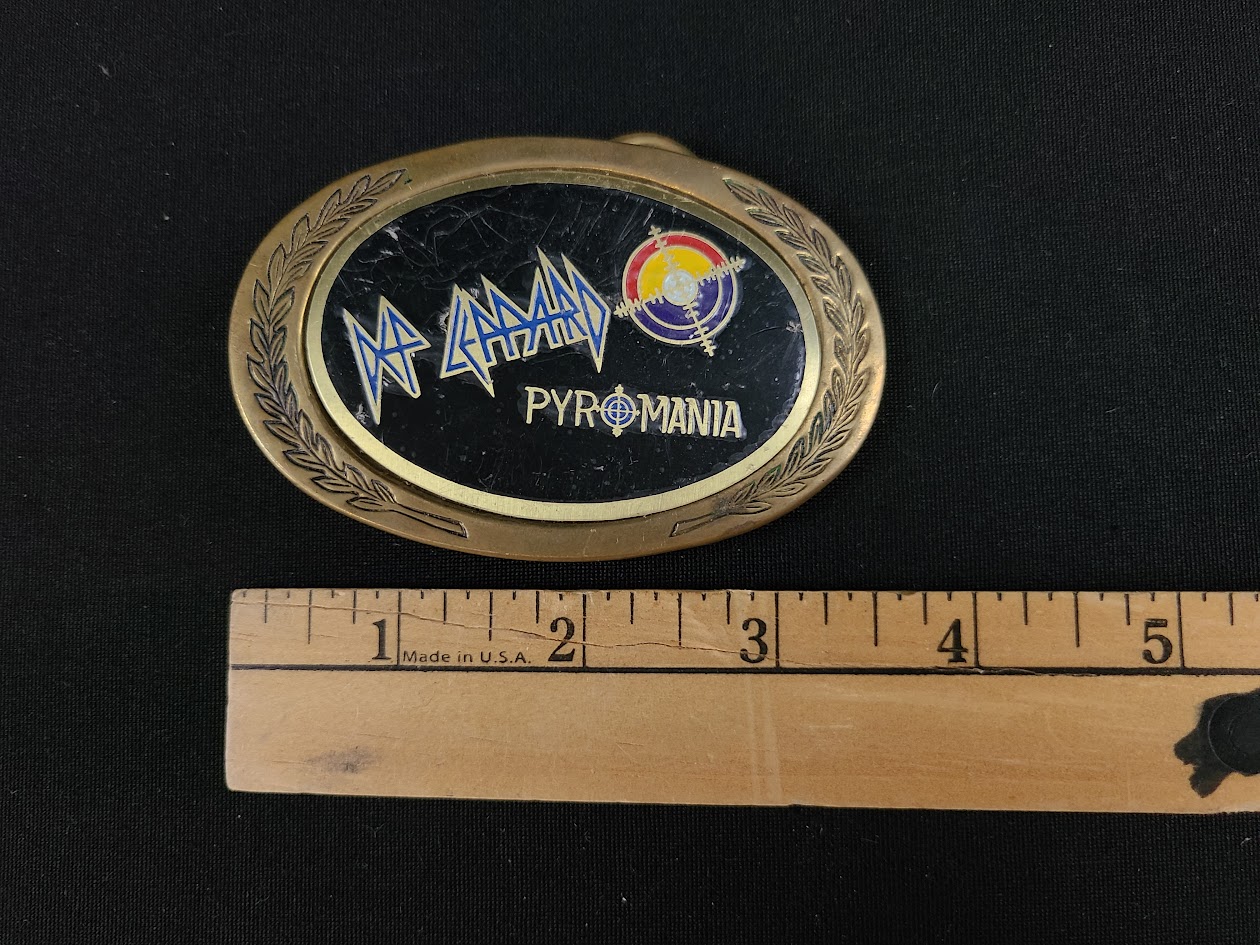 DEF LEPPARD
PYROMANIA
1 2 3 4 5
Made in U.S.A.